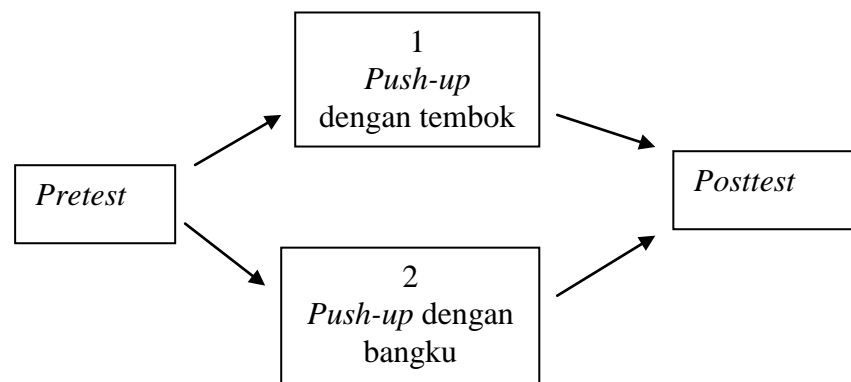 1
Push-up
dengan tembok
Pretest
Posttest
2
Push-up dengan
bangku